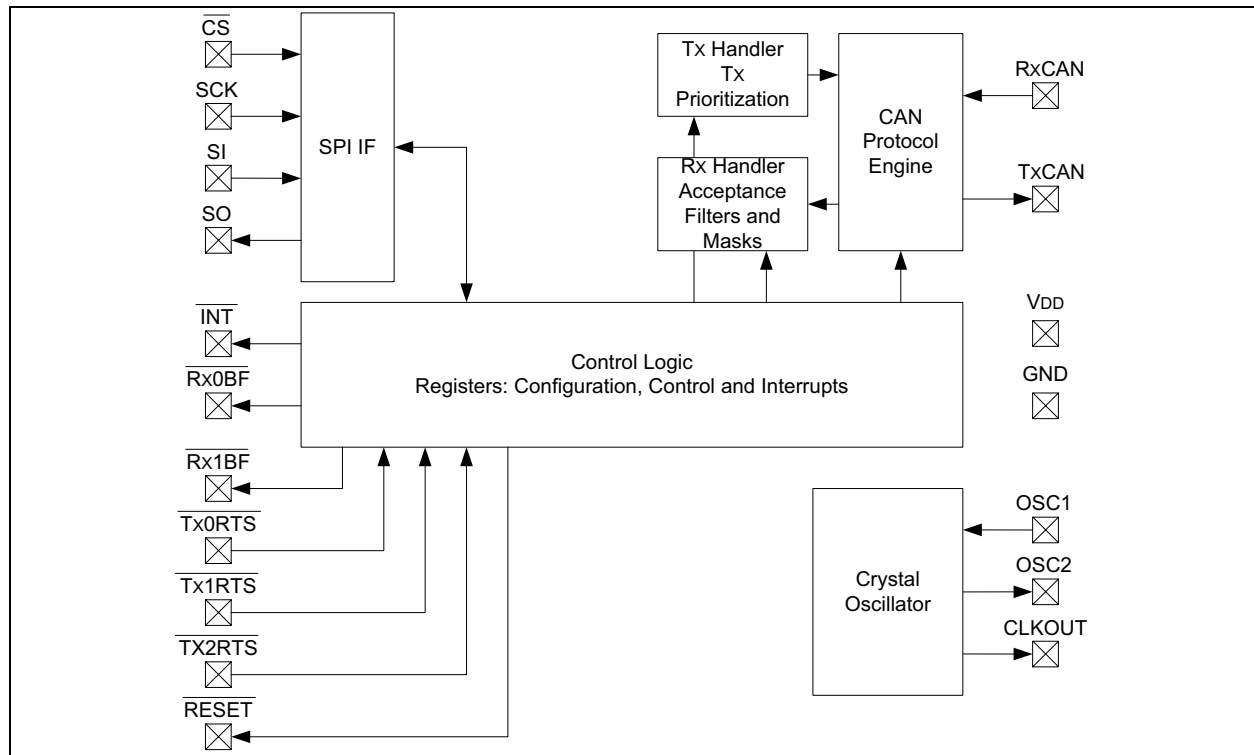 CS
SCK
SI
SO
INT
Rx0BF
Rx1BF
Tx0RTS
Tx1RTS
TX2RTS
RESET
SPI IF
Tx Handler
Tx
Prioritization
Rx Handler
Acceptance
Filters and
Masks
CAN
Protocol
Engine
RxCAN
TxCAN
Control Logic
Registers: Configuration, Control and Interrupts
VDD
GND
Crystal
Oscillator
OSC1
OSC2
CLKOUT